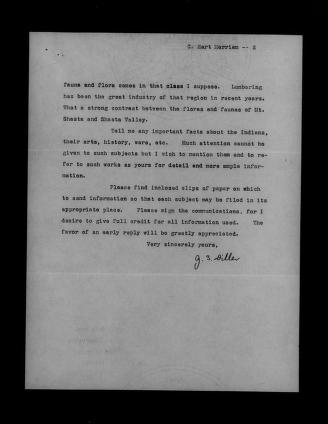 C. Hart Merriam -- 2
fauna and flora comes in that class I suppose. Lumbering
has been the great industry of that region in recent years.
What a strong contrast between the floras and faunas of Mt.
Shasta and Shasta Valley.
Tell me any important facts about the Indians,
their arts, history, wars, etc. Much attention cannot be
given to such subjects but I wish to mention them and to re-
fer to such works as yours for detail and more ample infor-
mation.
Please find inclosed slips of paper on which
to send information so that each subject may be filed in its
appropriate place. Please sign the communications, for I
desire to give full credit for all information used. The
favor of an early reply will be greatly appreciated.
Very sincerely yours,
J. S. Diller